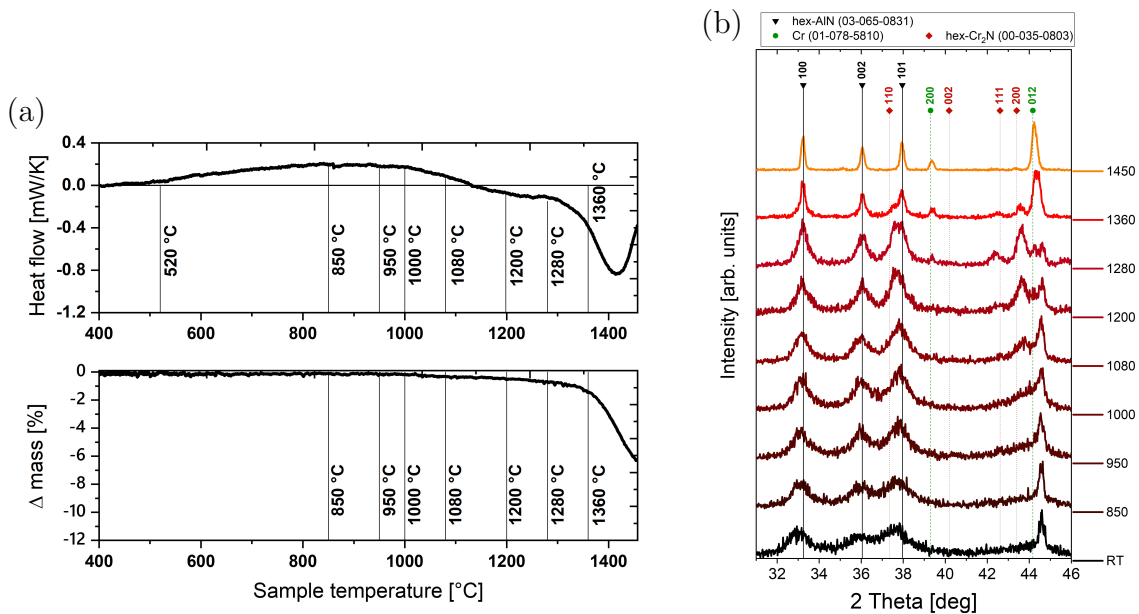 (a)
Heat flow [mW/K]
0.4
0.0
-0.4
-0.8
-1.2
520 °C
850 °C
950 °C
1000 °C
1080 °C
1200 °C
1280 °C
1360 °C
400 600 800 1000 1200 1400
Δ mass [%]
0
-2
-4
-6
-8
-10
-12
850 °C
950 °C
1000 °C
1080 °C
1200 °C
1280 °C
1360 °C
400 600 800 1000 1200 1400
Sample temperature [°C]
(b)
hex-AlN (03-065-0831)
Cr (01-078-5810) hex-Cr₂N (00-035-0803)
100
002
101
110
200
002
111
200
012
Intensity [arb. units]
1450
1360
1280
1200
1080
1000
950
850
RT
32 34 36 38 40 42 44 46
2 Theta [deg]